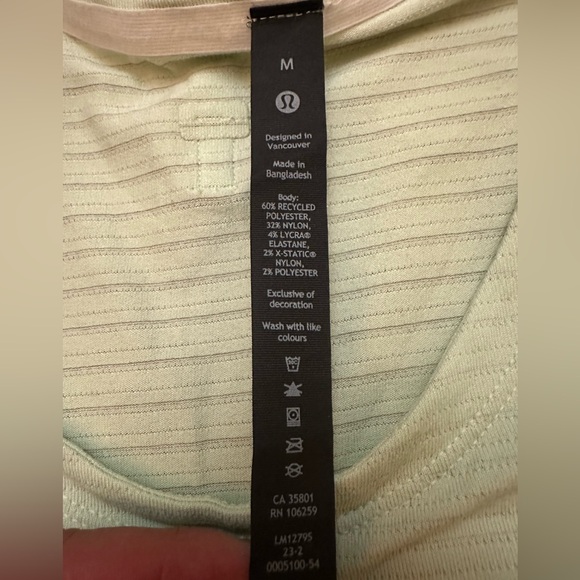 M
Designed in
Vancouver
Made in
Bangladesh
Body:
60% RECYCLED
POLYESTER,
32% NYLON,
4% LYCRA®
ELASTANE,
2% X-STATIC®
NYLON,
2% POLYESTER
Exclusive of
decoration
Wash with like
colours
CA 35801
RN 106259
LM12795
23-2
0005100-54